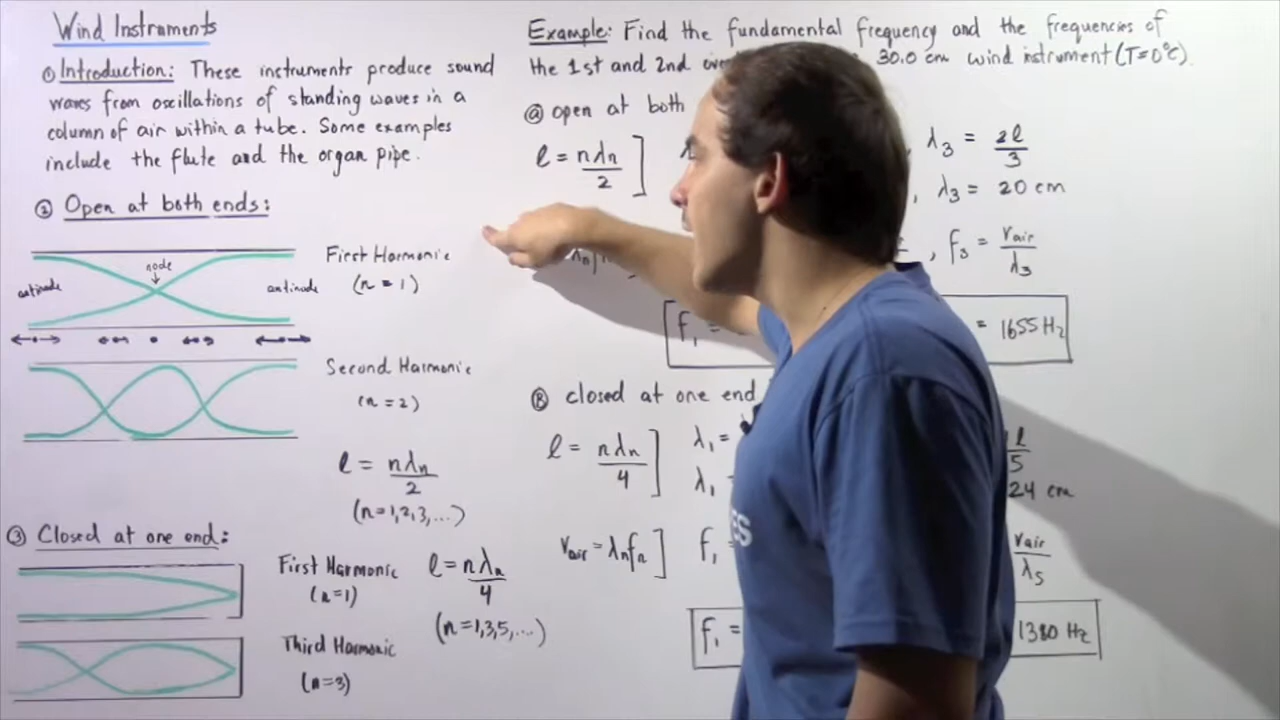 Wind Instruments
① Introduction: These instruments produce sound
waves from oscillations of standing waves in a
column of air within a tube. Some examples
include the flute and the organ pipe.
② Open at both ends:
antinode
node
antinode
First Harmonic
(n = 1)
Second Harmonic
(n = 2)
l = nλn/2
(n=1,2,3,...)
③ Closed at one end:
First Harmonic
(n=1)
l = nλn/4
(n=1,3,5,...)
Third Harmonic
(n=3)
Example: Find the fundamental frequency and the frequencies of
the 1st and 2nd 30.0 cm wind instrument (T=0°C).
Ⓐ open at both
l = nλn/2 ]
, λ3 = 2l/3
, λ3 = 20 cm
, f3 = vair/λ3
f1 = = 1655 Hz
Ⓑ closed at one end
l = nλn/4 ] λ1 = l/5
λ1 = 24 cm
vair = λnfn ] f1 = vair/λ5
f1 = 1380 Hz
ES